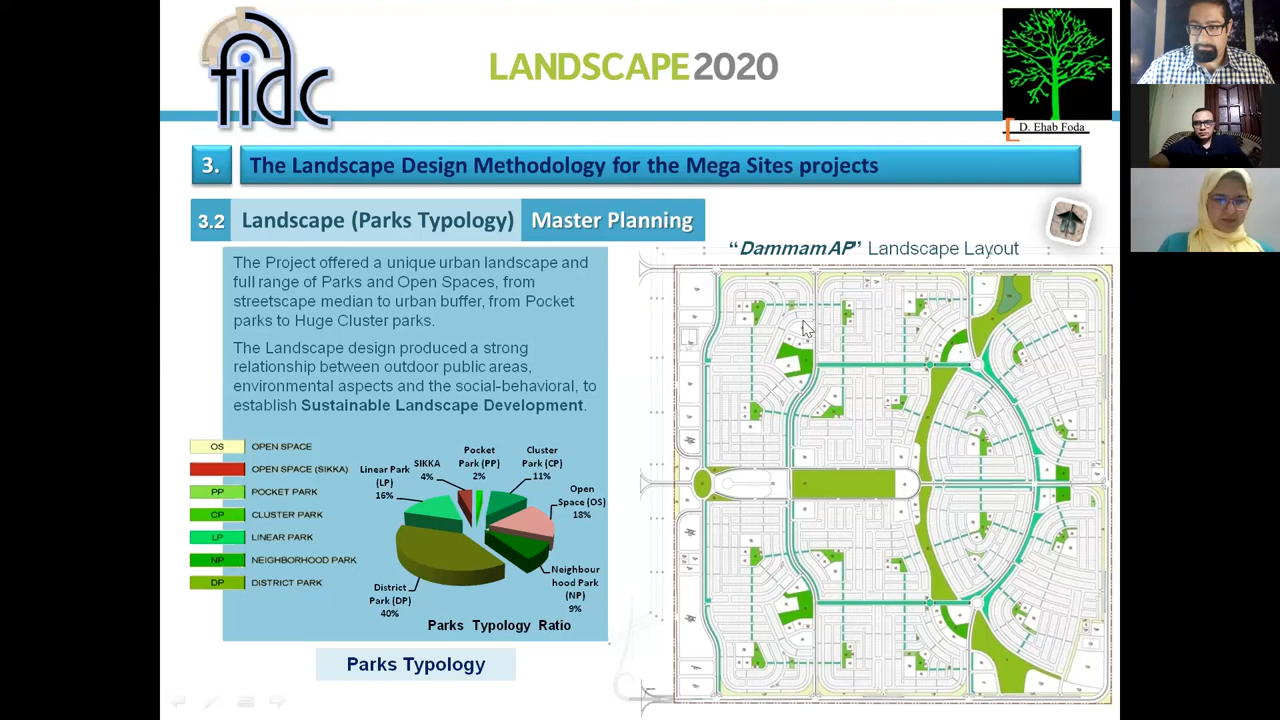 fidc
LANDSCAPE2020
D. Ehab Foda
3. The Landscape Design Methodology for the Mega Sites projects
3.2 Landscape (Parks Typology) Master Planning
The Project offered a unique urban landscape and
full range of Parks and Open Spaces, from
streetscape median to urban buffer, from Pocket
parks to Huge Cluster parks.
The Landscape design produced a strong
relationship between outdoor public areas,
environmental aspects and the social-behavioral, to
establish Sustainable Landscape Development.
OS OPEN SPACE
OPEN SPACE (SIKKA)
PP POCKET PARK
CP CLUSTER PARK
LP LINEAR PARK
NP NEIGHBORHOOD PARK
DP DISTRICT PARK
Linear Park
(LP)
16%
SIKKA
4%
Pocket
Park (PP)
2%
Cluster
Park (CP)
11%
Open
Space (OS)
18%
Neighbour
hood Park
(NP)
9%
District
Park (DP)
40%
Parks Typology Ratio
Parks Typology
“DammamAP” Landscape Layout